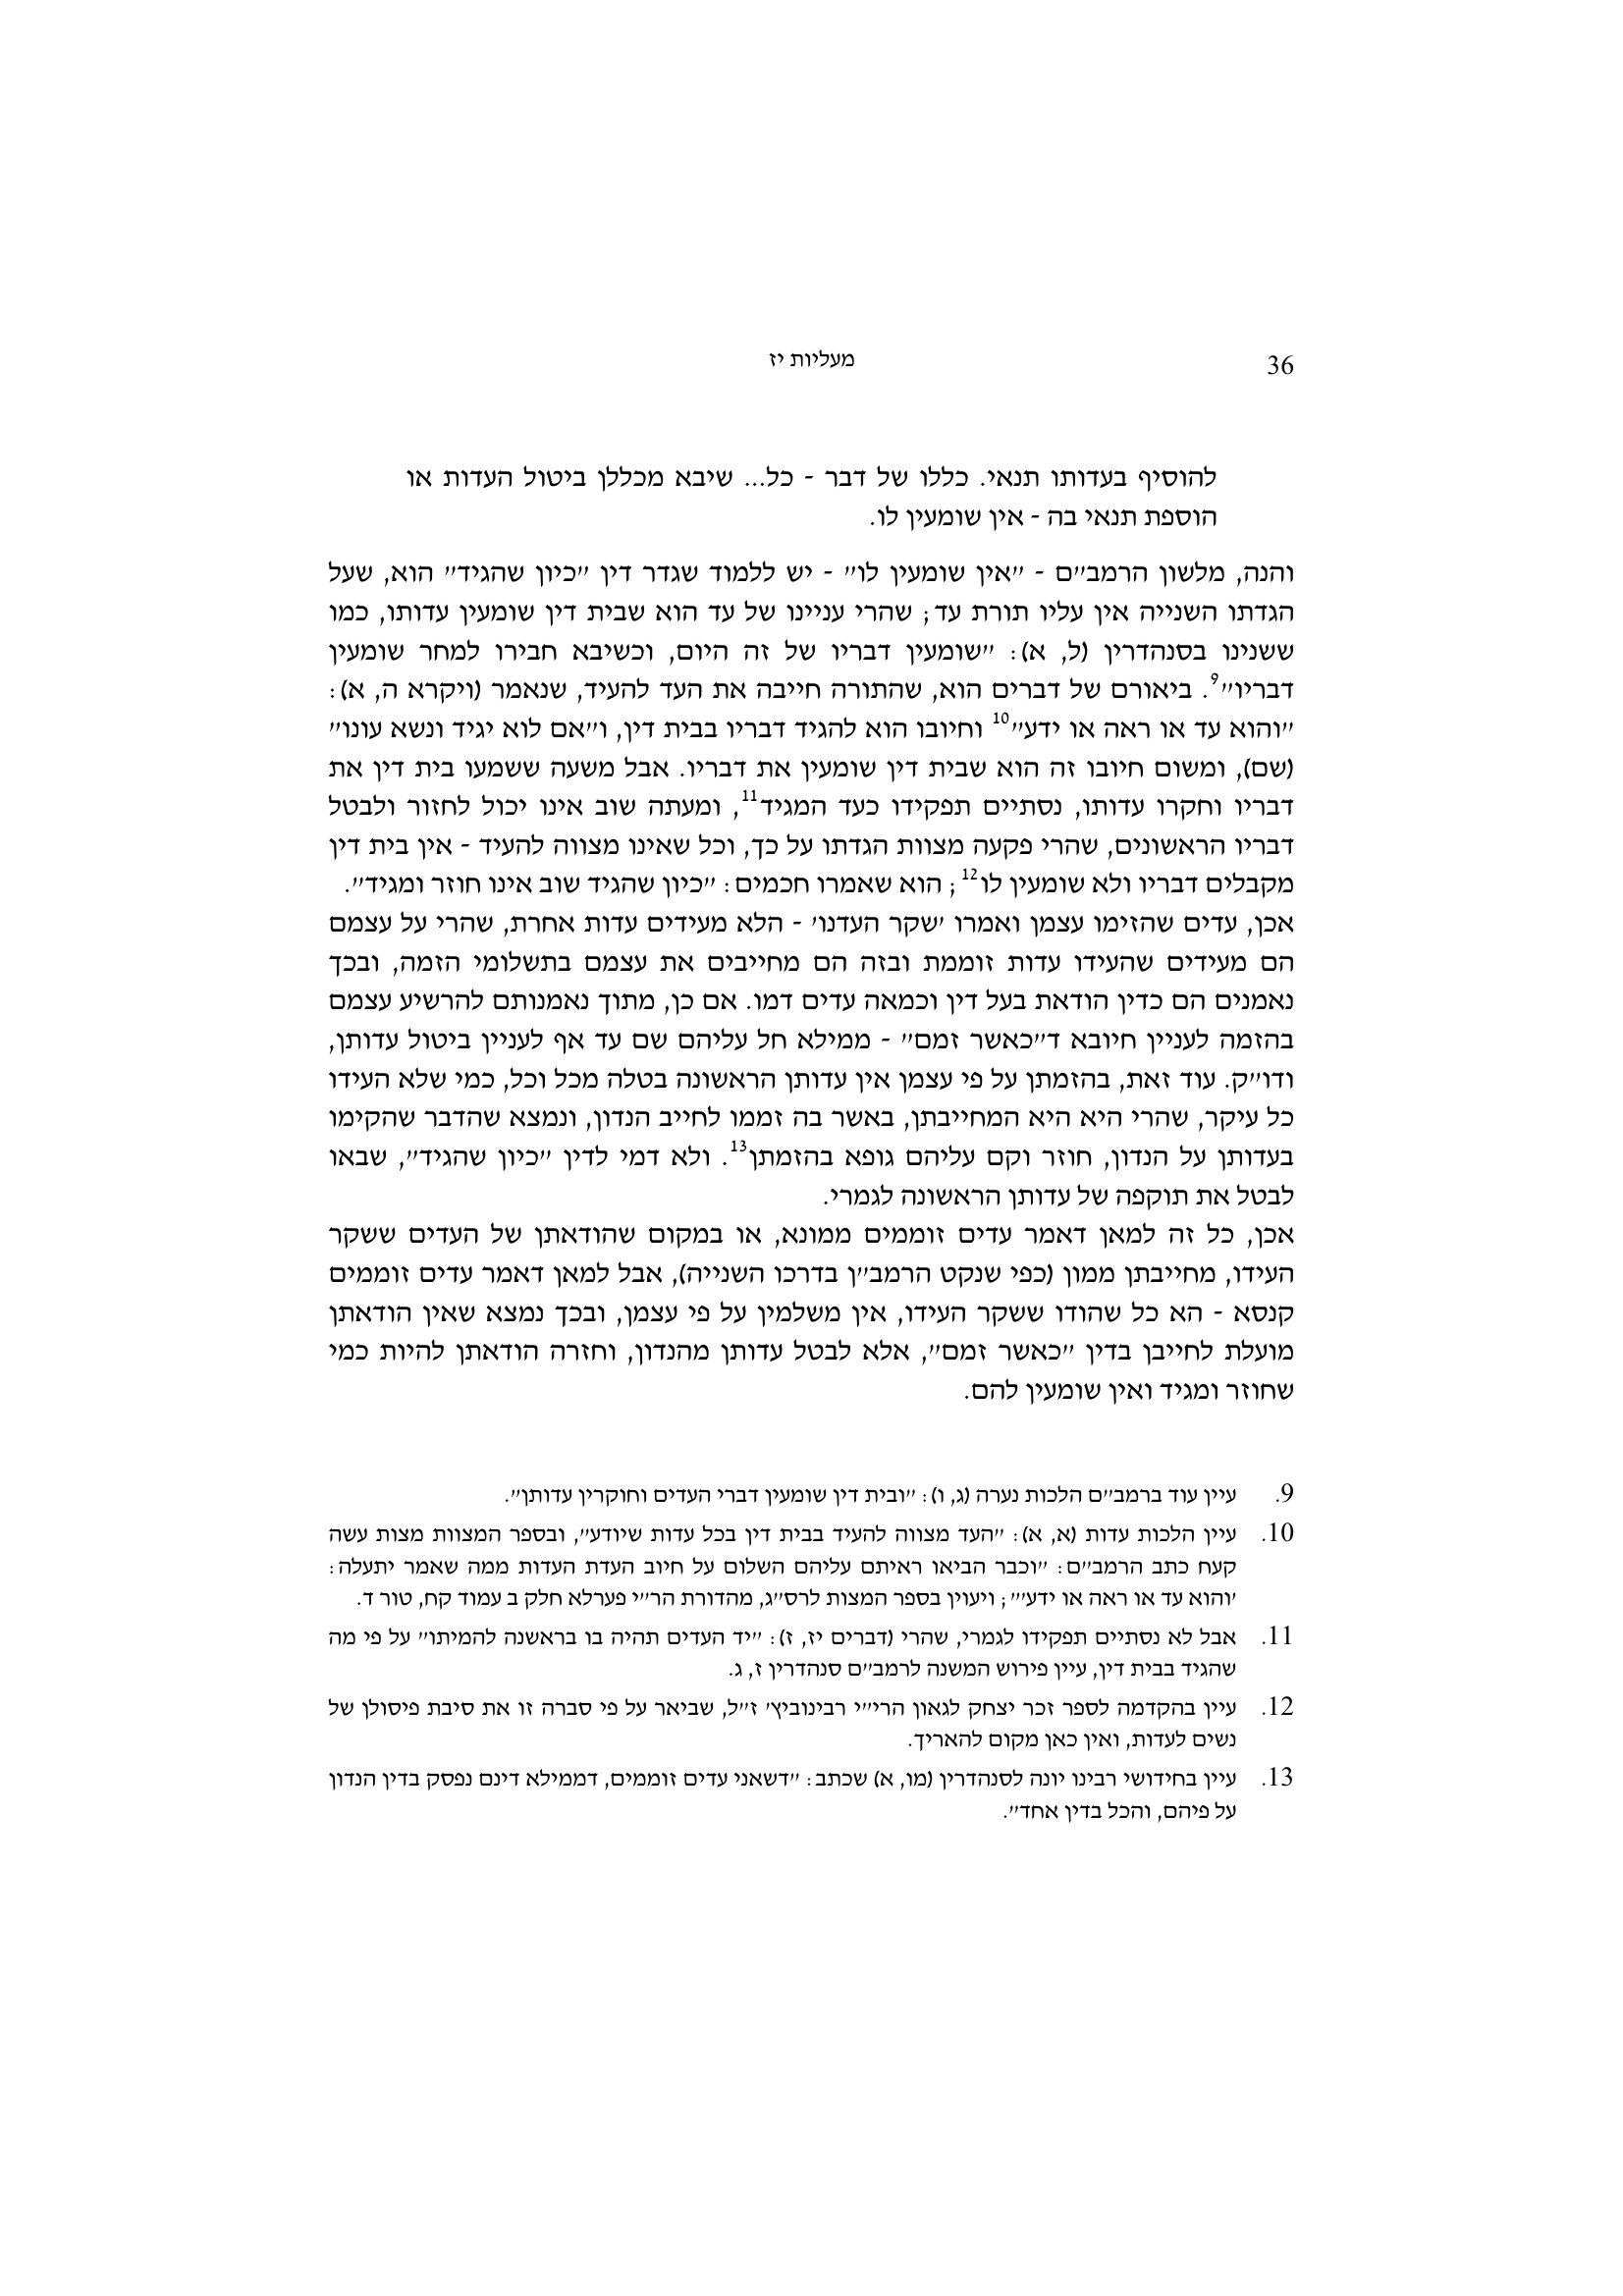 36
מעליות יז
להוסיף בעדותו תנאי. כללו של דבר - כל... שיבא מכללן ביטול העדות או
הוספת תנאי בה - אין שומעין לו.
והנה, מלשון הרמב״ם - ״אין שומעין לו״ - יש ללמוד שגדר דין ״כיון שהגיד״ הוא, שעל
הגדתו השנייה אין עליו תורת עד; שהרי עניינו של עד הוא שבית דין שומעין עדותו, כמו
ששנינו בסנהדרין (ל, א): ״שומעין דבריו של זה היום, וכשיבא חבירו למחר שומעין
דבריו״9. ביאורם של דברים הוא, שהתורה חייבה את העד להעיד, שנאמר (ויקרא ה, א):
״והוא עד או ראה או ידע״10 וחיובו הוא להגיד דבריו בבית דין, ו״אם לוא יגיד ונשא עונו״
(שם), ומשום חיובו זה הוא שבית דין שומעין את דבריו. אבל משעה ששמעו בית דין את
דבריו וחקרו עדותו, נסתיים תפקידו כעד המגיד11, ומעתה שוב אינו יכול לחזור ולבטל
דבריו הראשונים, שהרי פקעה מצוות הגדתו על כך, וכל שאינו מצווה להעיד - אין בית דין
מקבלים דבריו ולא שומעין לו12; הוא שאמרו חכמים: ״כיון שהגיד שוב אינו חוזר ומגיד״.
אכן, עדים שהזימו עצמן ואמרו ׳שקר העדנו׳ - הלא מעידים עדות אחרת, שהרי על עצמם
הם מעידים שהעידו עדות זוממת ובזה הם מחייבים את עצמם בתשלומי הזמה, ובכך
נאמנים הם כדין הודאת בעל דין וכמאה עדים דמו. אם כן, מתוך נאמנותם להרשיע עצמם
בהזמה לעניין חיובא ד״כאשר זמם״ - ממילא חל עליהם שם עד אף לעניין ביטול עדותן,
ודו״ק. עוד זאת, בהזמתן על פי עצמן אין עדותן הראשונה בטלה מכל וכל, כמי שלא העידו
כל עיקר, שהרי היא היא המחייבתן, באשר בה זממו לחייב הנדון, ונמצא שהדבר שהקימו
בעדותן על הנדון, חוזר וקם עליהם גופא בהזמתן13. ולא דמי לדין ״כיון שהגיד״, שבאו
לבטל את תוקפה של עדותן הראשונה לגמרי.
אכן, כל זה למאן דאמר עדים זוממים ממונא, או במקום שהודאתן של העדים ששקר
העידו, מחייבתן ממון (כפי שנקט הרמב״ן בדרכו השנייה), אבל למאן דאמר עדים זוממים
קנסא - הא כל שהודו ששקר העידו, אין משלמין על פי עצמן, ובכך נמצא שאין הודאתן
מועלת לחייבן בדין ״כאשר זמם״, אלא לבטל עדותן מהנדון, וחזרה הודאתן להיות כמי
שחוזר ומגיד ואין שומעין להם.
9. עיין עוד ברמב״ם הלכות נערה (ג, ו): ״ובית דין שומעין דברי העדים וחוקרין עדותן״.
10. עיין הלכות עדות (א, א): ״העד מצווה להעיד בבית דין בכל עדות שיודע״, ובספר המצוות מצות עשה
קעח כתב הרמב״ם: ״וכבר הביאו ראיתם עליהם השלום על חיוב העדת העדות ממה שאמר יתעלה:
׳והוא עד או ראה או ידע׳״; ויעוין בספר המצות לרס״ג, מהדורת הר״י פערלא חלק ב עמוד קח, טור ד.
11. אבל לא נסתיים תפקידו לגמרי, שהרי (דברים יז, ז): ״יד העדים תהיה בו בראשנה להמיתו״ על פי מה
שהגיד בבית דין, עיין פירוש המשנה לרמב״ם סנהדרין ז, ג.
12. עיין בהקדמה לספר זכר יצחק לגאון הרי״י רבינוביץ׳ ז״ל, שביאר על פי סברה זו את סיבת פיסולן של
נשים לעדות, ואין כאן מקום להאריך.
13. עיין בחידושי רבינו יונה לסנהדרין (מו, א) שכתב: ״דשאני עדים זוממים, דממילא דינם נפסק בדין הנדון
על פיהם, והכל בדין אחד״.